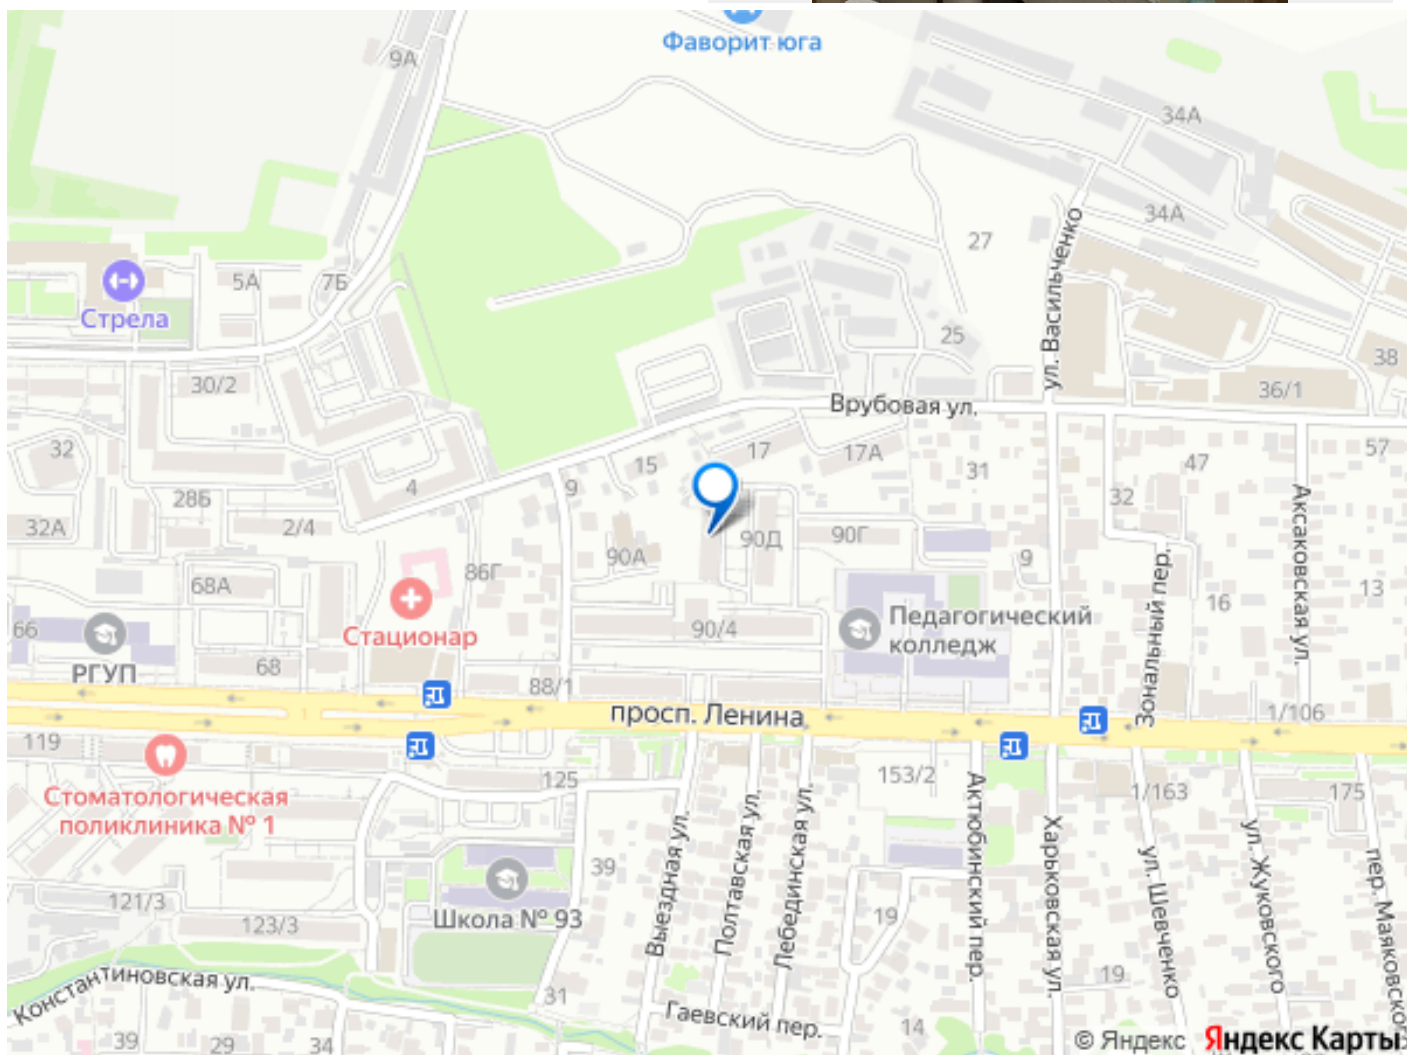 Фаворит юга
9А
34А
34А
27
ул. Васильченко
5А
7Б
Стрела
25
38
30/2
36/1
Врубовая ул.
57
32
4
28Б
9
15
17
17А
31
47
32
Аксаковская ул.
32А
2/4
90А
90Д
90Г
9
Зональный пер.
13
68А
86Г
16
66
РГУП
Стационар
90/4
Педагогический
колледж
68
88/1
просп. Ленина
1/106
119
125
153/2
1/163
175
Стоматологическая
поликлиника № 1
Выездная ул.
Полтавская ул.
Лебединская ул.
Актюбинский пер.
Харьковская ул.
ул. Шевченко
ул. Жуковского
пер. Маяковско
39
121/3
123/3
Школа № 93
19
19
Константиновская ул.
31
Гаевский пер.
14
39
29
34
© Яндекс Яндекс Карты